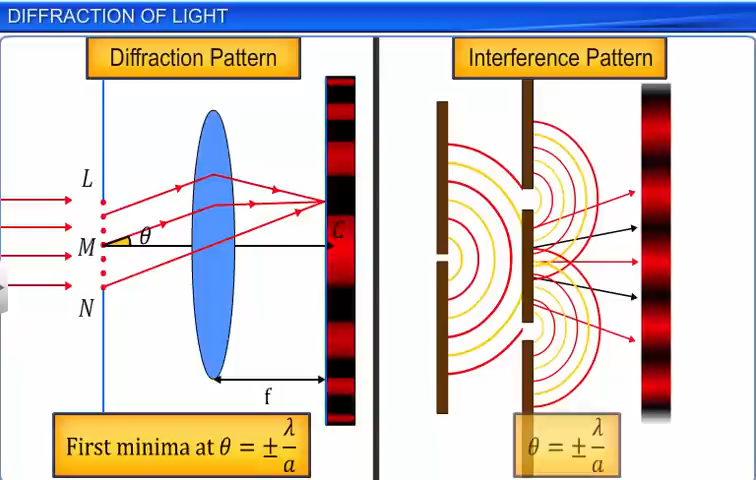 DIFFRACTION OF LIGHT
Diffraction Pattern
L
M
θ
N
C
f
First minima at θ = ± λ/a
Interference Pattern
θ = ± λ/a